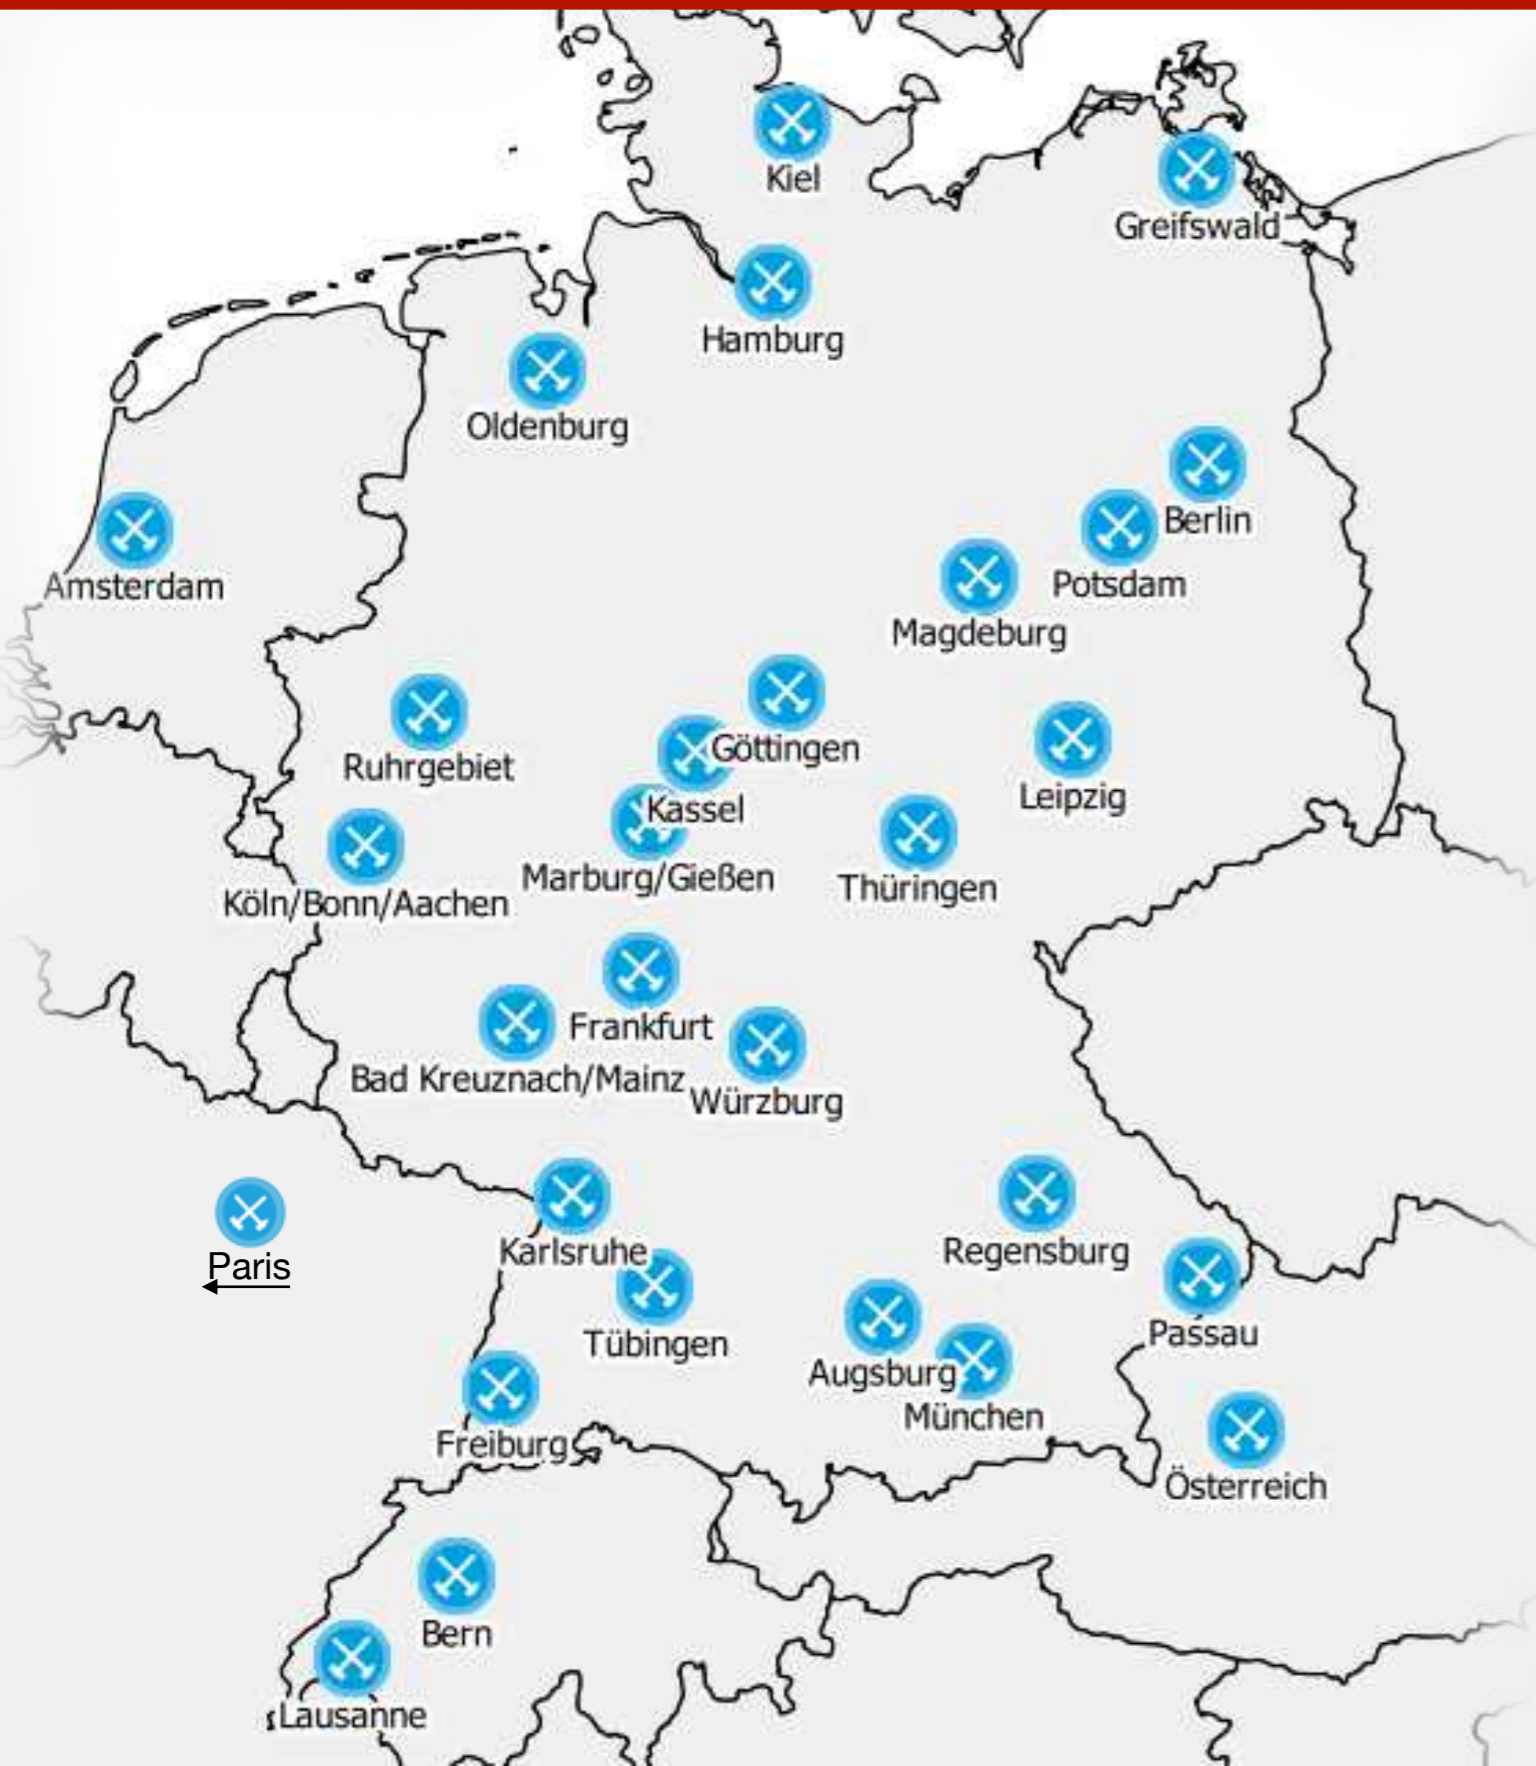 Kiel
Greifswald
Hamburg
Oldenburg
Berlin
Amsterdam
Potsdam
Magdeburg
Ruhrgebiet
Göttingen
Kassel
Leipzig
Marburg/Gießen
Thüringen
Köln/Bonn/Aachen
Frankfurt
Bad Kreuznach/Mainz
Würzburg
Paris
Karlsruhe
Regensburg
Tübingen
Passau
Augsburg
München
Freiburg
Österreich
Bern
Lausanne